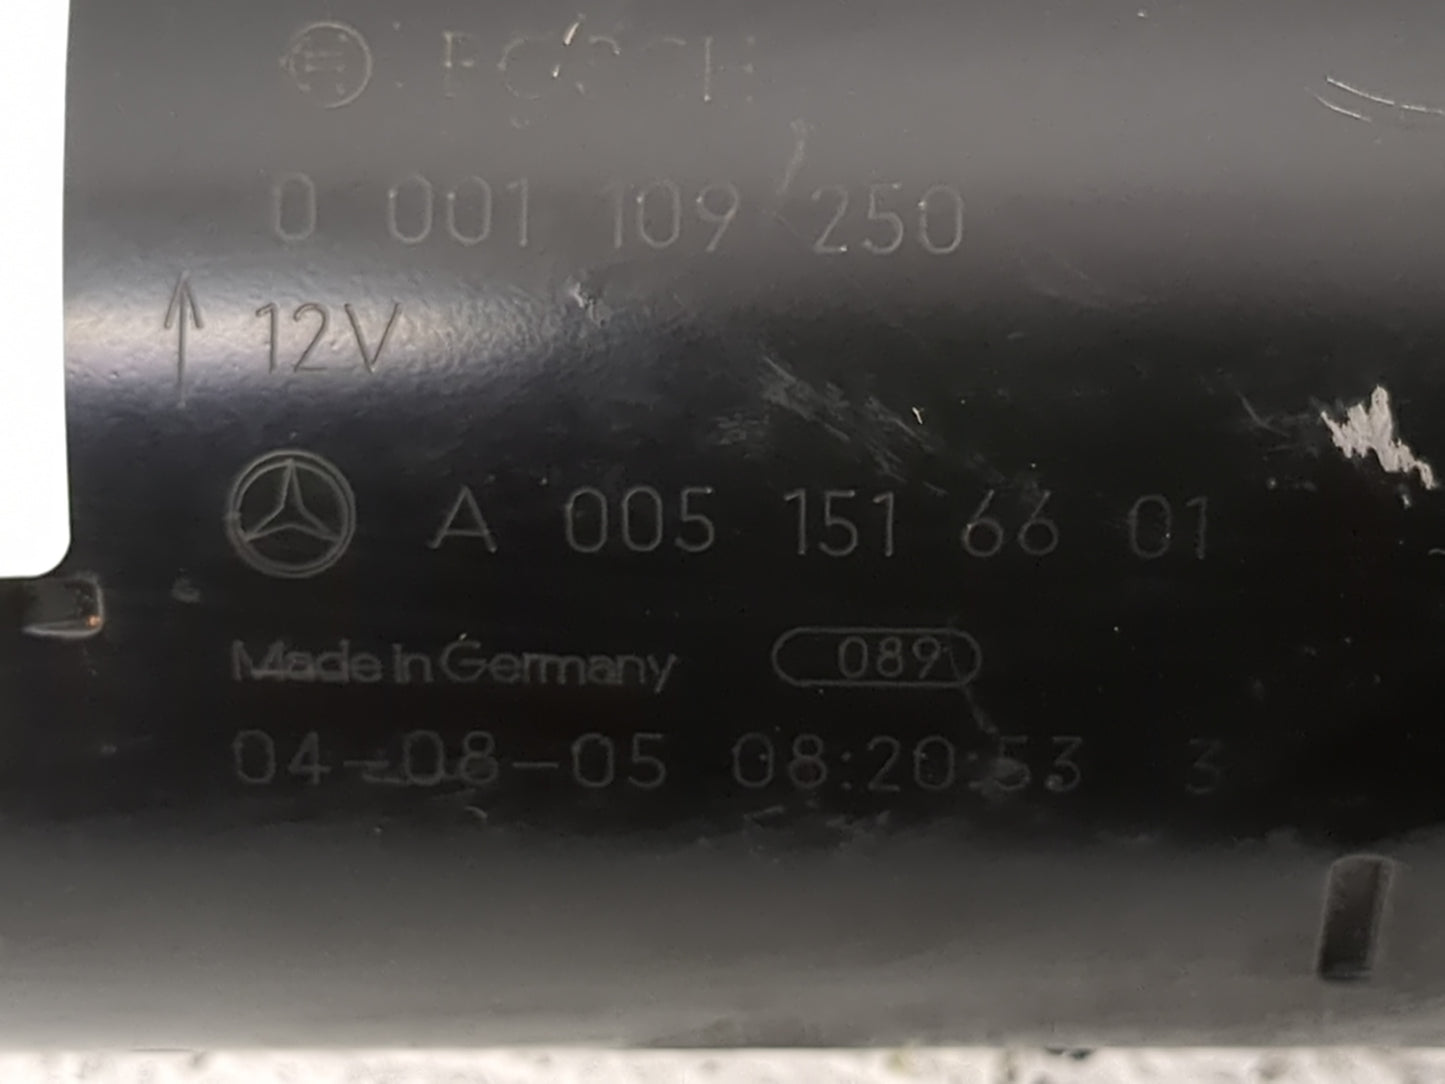 BOSCH
0 001 109 250
↑ 12V
A 005 151 66 01
Made in Germany 089
04-08-05 08:20:53 3